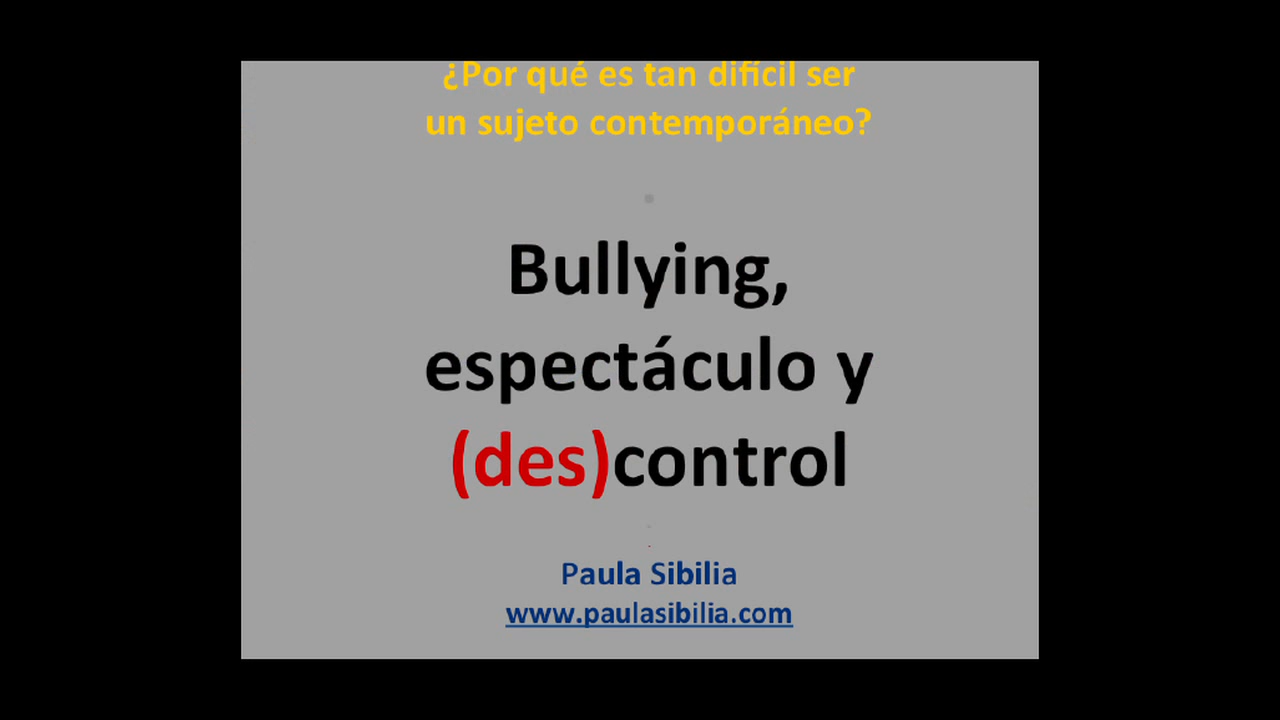 ¿Por qué es tan difícil ser
un sujeto contemporáneo?
Bullying,
espectáculo y
(des)control
Paula Sibilia
www.paulasibilia.com